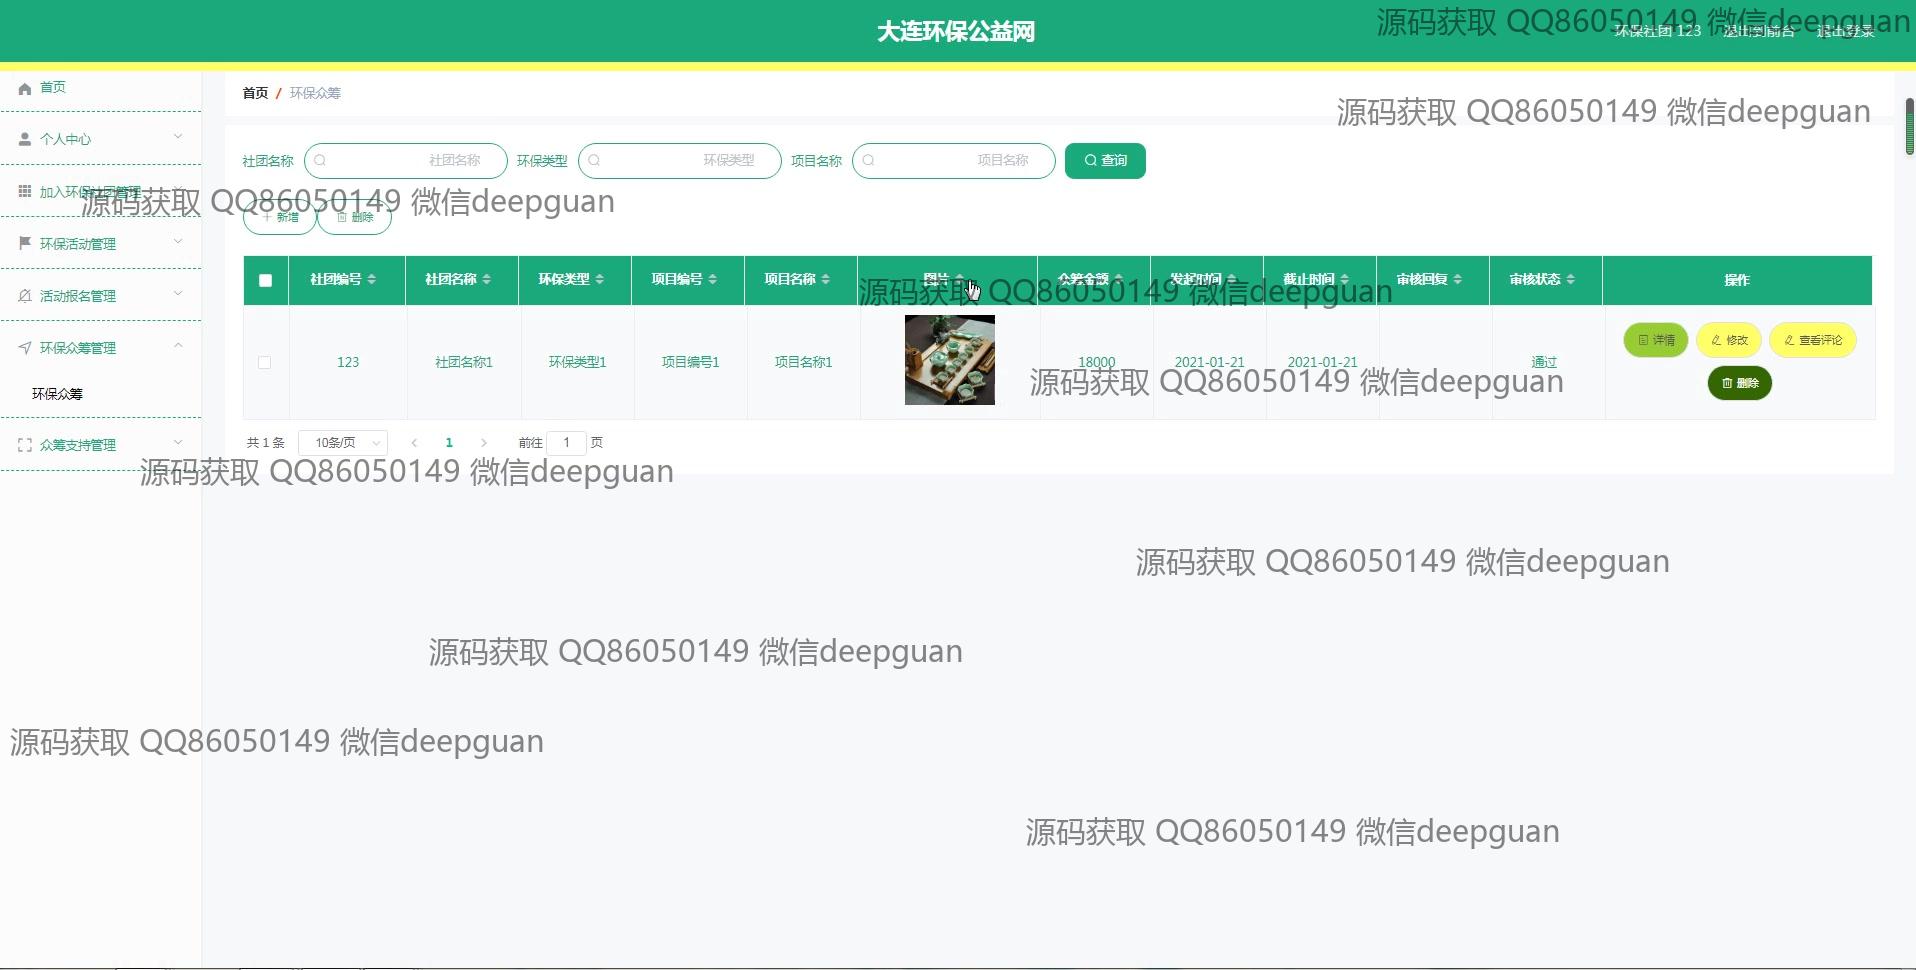 大连环保公益网
环保社团 123 退出到前台 退出登录
源码获取 QQ86050149 微信deepguan
首页
个人中心
加入环保社团管理
环保活动管理
活动报名管理
环保众筹管理
环保众筹
众筹支持管理
首页 / 环保众筹
源码获取 QQ86050149 微信deepguan
社团名称 社团名称 环保类型 环保类型 项目名称 项目名称 查询
源码获取 QQ86050149 微信deepguan
新增 删除
社团编号 社团名称 环保类型 项目编号 项目名称 图片 众筹金额 发起时间 截止时间 审核回复 审核状态 操作
源码获取 QQ86050149 微信deepguan
123 社团名称1 环保类型1 项目编号1 项目名称1 18000 2021-01-21 2021-01-21 通过 详情 修改 查看评论
删除
源码获取 QQ86050149 微信deepguan
共 1 条 10条/页 1 前往 1 页
源码获取 QQ86050149 微信deepguan
源码获取 QQ86050149 微信deepguan
源码获取 QQ86050149 微信deepguan
源码获取 QQ86050149 微信deepguan
源码获取 QQ86050149 微信deepguan